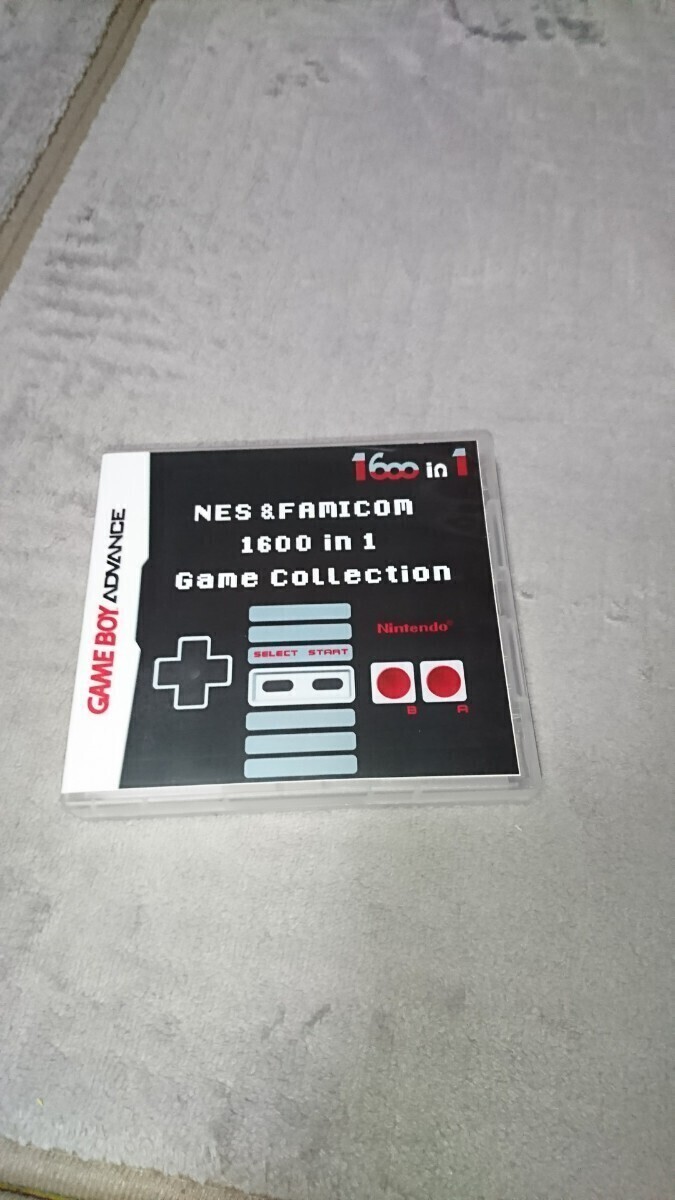 GAME BOY ADVANCE
1600 in 1
NES &FAMICOM
1600 in 1
Game Collection
Nintendo®
SELECT START
B A